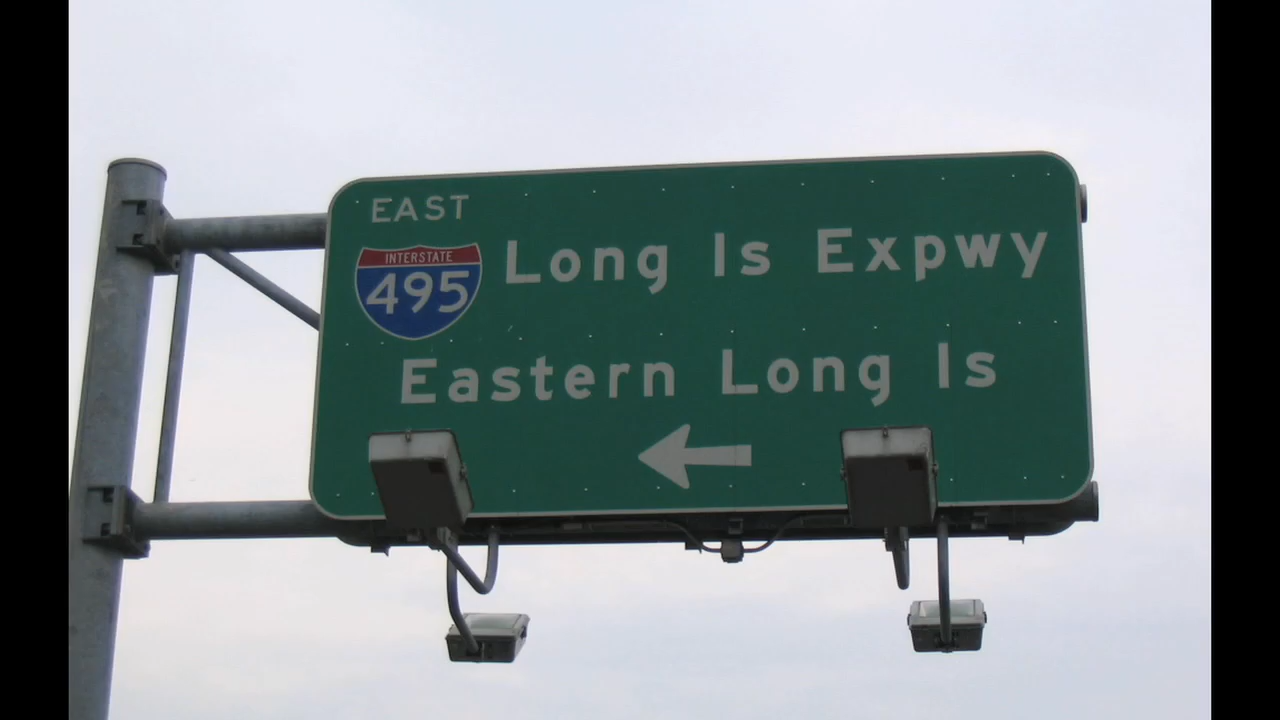 EAST
INTERSTATE
495
Long Is Expwy
Eastern Long Is